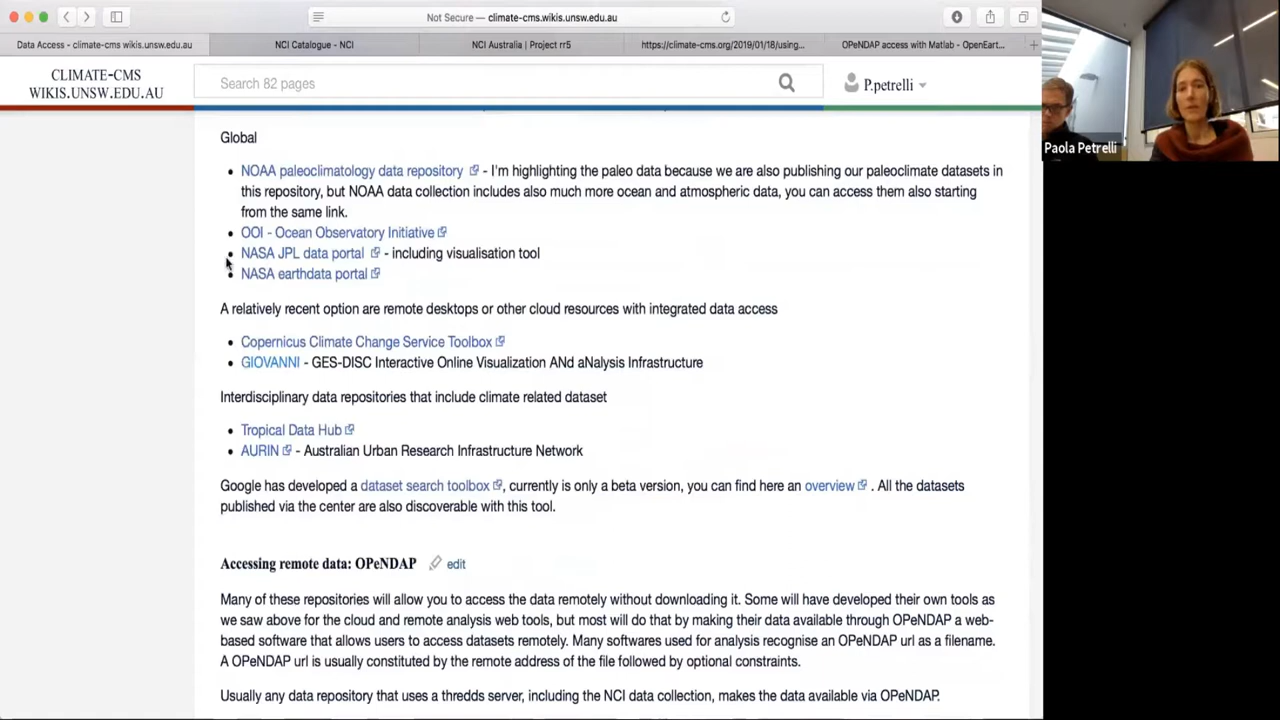 Not Secure — climate-cms.wikis.unsw.edu.au
Data Access - climate-cms wikis.unsw.edu.au
NCI Catalogue - NCI
NCI Australia | Project rr5
https://climate-cms.org/2019/01/18/using...
OPeNDAP access with Matlab - OpenEart...
CLIMATE-CMS
WIKIS.UNSW.EDU.AU
Search 82 pages
P.petrelli
Global
• NOAA paleoclimatology data repository - I'm highlighting the paleo data because we are also publishing our paleoclimate datasets in
this repository, but NOAA data collection includes also much more ocean and atmospheric data, you can access them also starting
from the same link.
• OOI - Ocean Observatory Initiative
• NASA JPL data portal - including visualisation tool
• NASA earthdata portal
A relatively recent option are remote desktops or other cloud resources with integrated data access
• Copernicus Climate Change Service Toolbox
• GIOVANNI - GES-DISC Interactive Online Visualization ANd aNalysis Infrastructure
Interdisciplinary data repositories that include climate related dataset
• Tropical Data Hub
• AURIN - Australian Urban Research Infrastructure Network
Google has developed a dataset search toolbox, currently is only a beta version, you can find here an overview . All the datasets
published via the center are also discoverable with this tool.
Accessing remote data: OPeNDAP edit
Many of these repositories will allow you to access the data remotely without downloading it. Some will have developed their own tools as
we saw above for the cloud and remote analysis web tools, but most will do that by making their data available through OPeNDAP a web-
based software that allows users to access datasets remotely. Many softwares used for analysis recognise an OPeNDAP url as a filename.
A OPeNDAP url is usually constituted by the remote address of the file followed by optional constraints.
Usually any data repository that uses a thredds server, including the NCI data collection, makes the data available via OPeNDAP.
Paola Petrelli